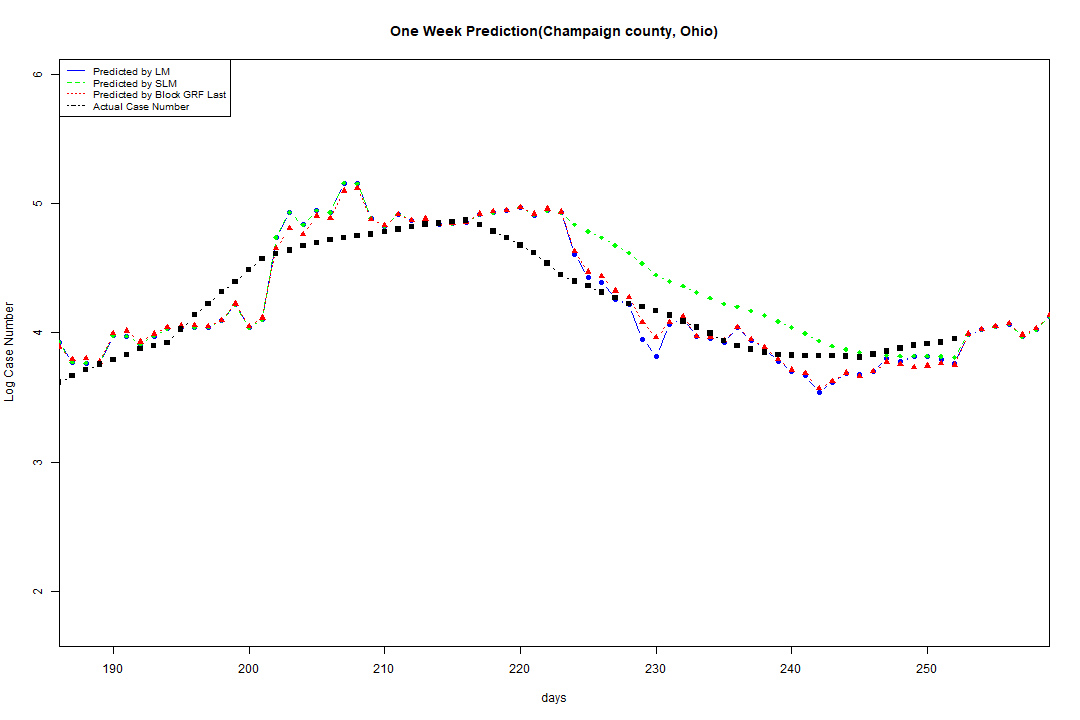 One Week Prediction(Champaign county, Ohio)
Predicted by LM
Predicted by SLM
Predicted by Block GRF Last
Actual Case Number
6
5
4
3
2
Log Case Number
190 200 210 220 230 240 250
days